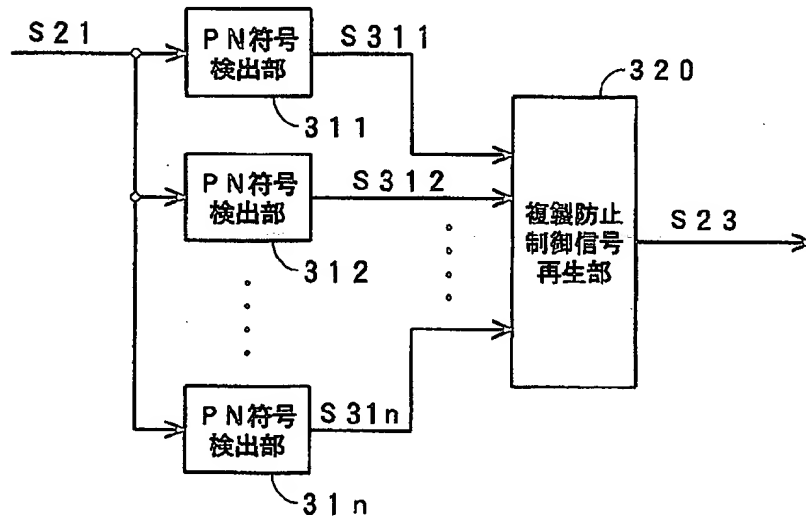 S21
PN符号
検出部
311
S311
320
PN符号
検出部
312
S312
複製防止
制御信号
再生部
S23
PN符号
検出部
31n
S31n